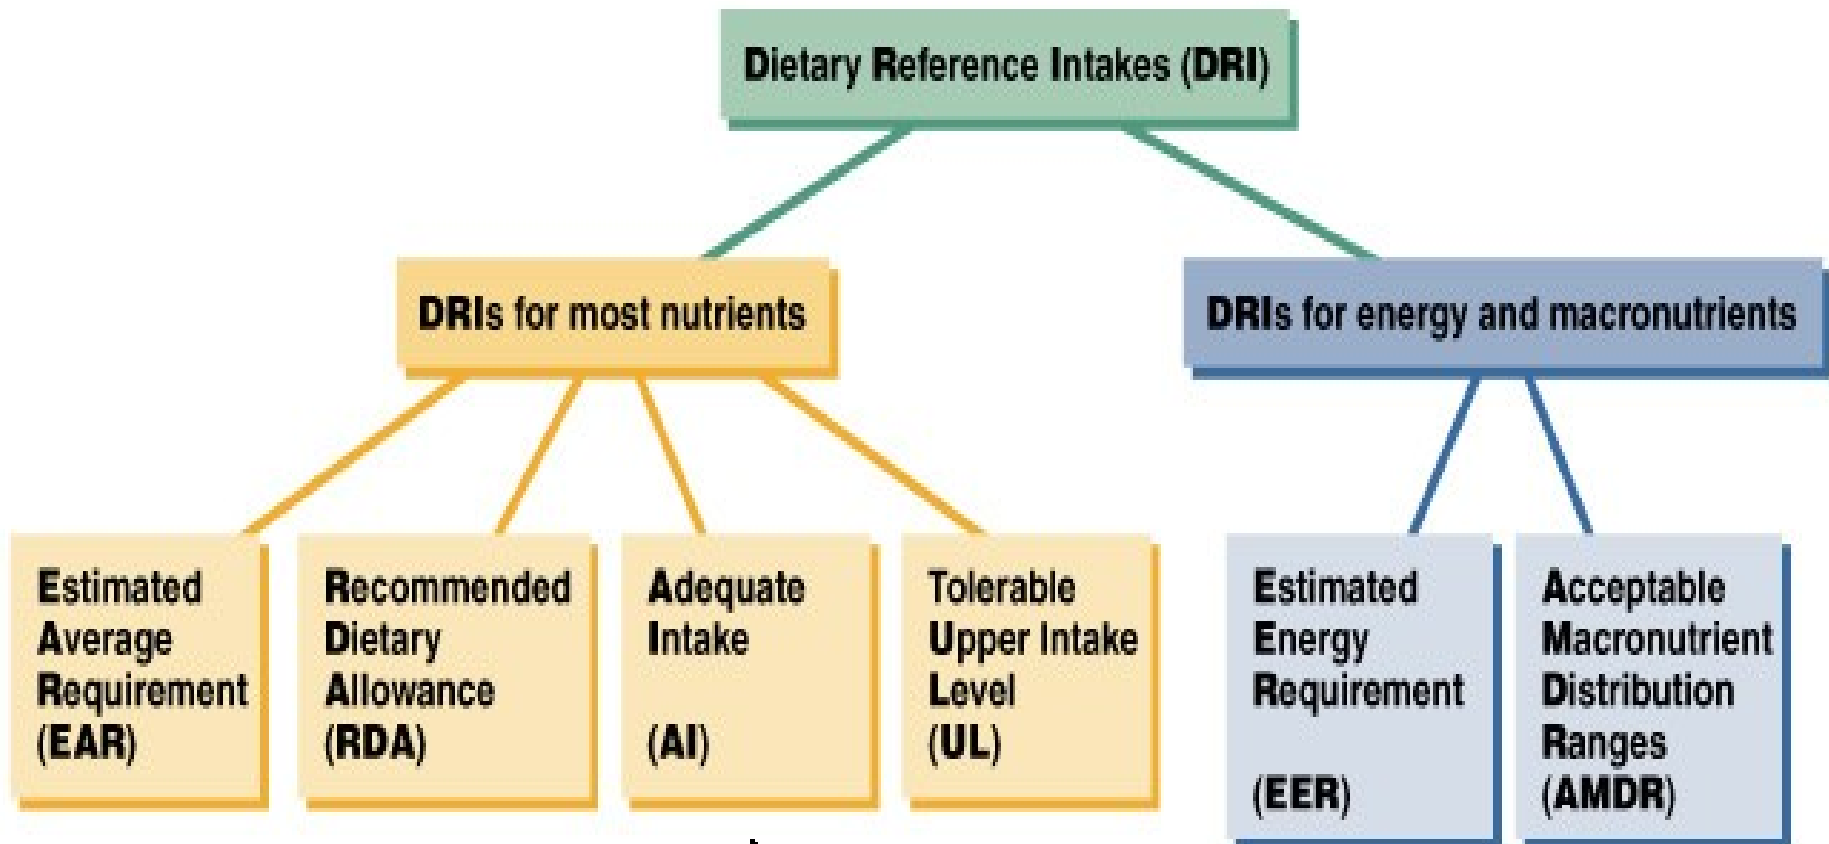 Dietary Reference Intakes (DRI)
DRIs for most nutrients
DRIs for energy and macronutrients
Estimated
Average
Requirement
(EAR)
Recommended
Dietary
Allowance
(RDA)
Adequate
Intake
(AI)
Tolerable
Upper Intake
Level
(UL)
Estimated
Energy
Requirement
(EER)
Acceptable
Macronutrient
Distribution
Ranges
(AMDR)